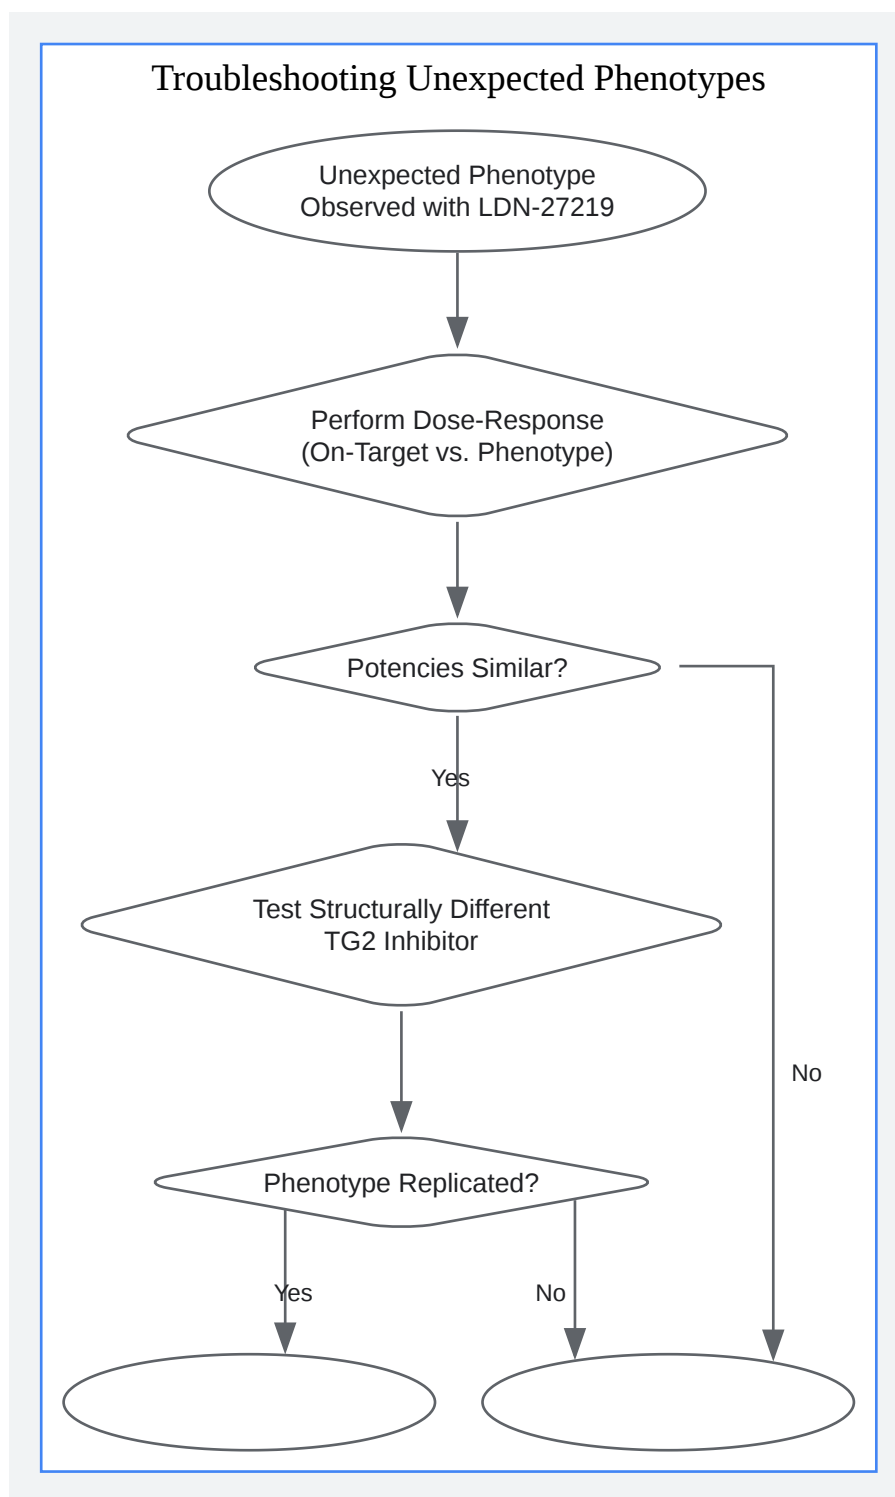 Troubleshooting Unexpected Phenotypes
Unexpected Phenotype
Observed with LDN-27219
Perform Dose-Response
(On-Target vs. Phenotype)
Potencies Similar?
Yes
Test Structurally Different
TG2 Inhibitor
No
Phenotype Replicated?
Yes
No